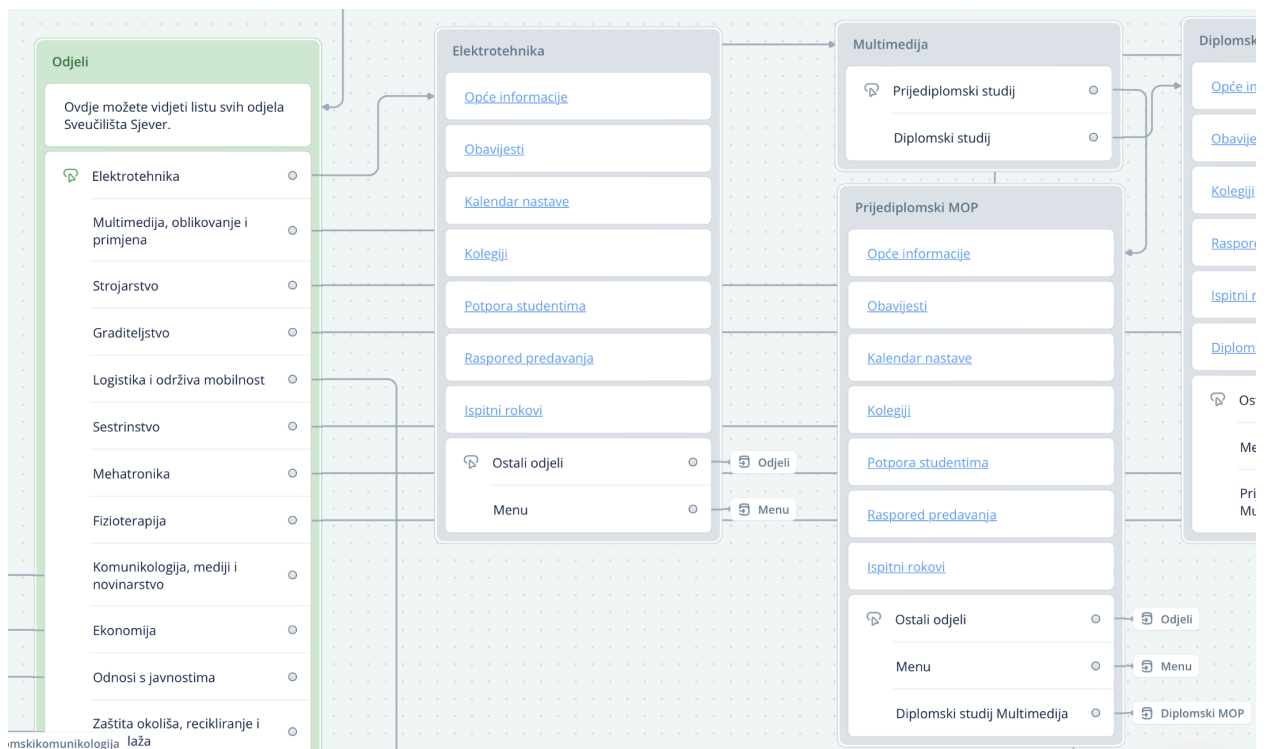 Odjeli
Ovdje možete vidjeti listu svih odjela
Sveučilišta Sjever.
Elektrotehnika
Multimedija, oblikovanje i
primjena
Strojarstvo
Graditeljstvo
Logistika i održiva mobilnost
Sestrinstvo
Mehatronika
Fizioterapija
Komunikologija, mediji i
novinarstvo
Ekonomija
Odnosi s javnostima
Zaštita okoliša, recikliranje i
laža
omskikomunikologija
Elektrotehnika
Opće informacije
Obavijesti
Kalendar nastave
Kolegiji
Potpora studentima
Raspored predavanja
Ispitni rokovi
Ostali odjeli
Odjeli
Menu
Menu
Multimedija
Prijediplomski studij
Diplomski studij
Prijediplomski MOP
Opće informacije
Obavijesti
Kalendar nastave
Kolegiji
Potpora studentima
Raspored predavanja
Ispitni rokovi
Ostali odjeli
Odjeli
Menu
Menu
Diplomski studij Multimedija
Diplomski MOP
Diplomsk
Opće in
Obavije
Kolegiji
Raspore
Ispitni r
Diplom
Os
Me
Pri
Mu